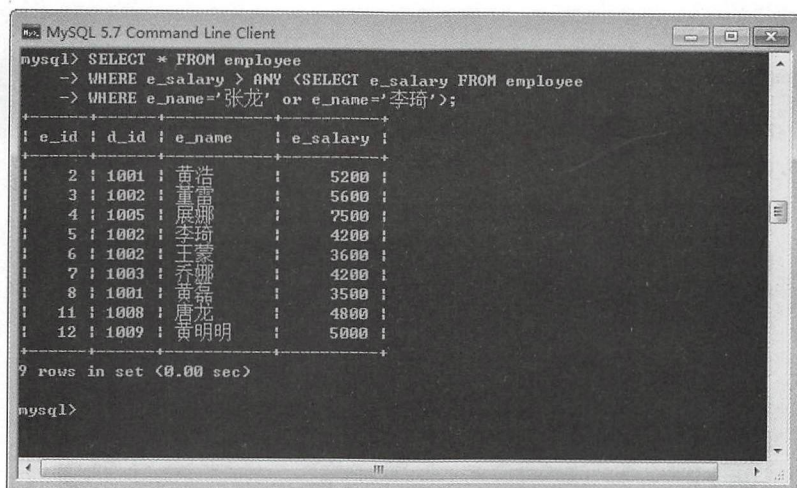 MySQL 5.7 Command Line Client
mysql> SELECT * FROM employee
-> WHERE e_salary > ANY (SELECT e_salary FROM employee
-> WHERE e_name='张龙' or e_name='李琦');
| e_id | d_id | e_name | e_salary |
| 2 | 1001 | 黄浩 | 5200 |
| 3 | 1002 | 董雷 | 5600 |
| 4 | 1005 | 展娜 | 7500 |
| 5 | 1002 | 李琦 | 4200 |
| 6 | 1002 | 王蒙 | 3600 |
| 7 | 1003 | 乔娜 | 4200 |
| 8 | 1001 | 黄磊 | 3500 |
| 11 | 1008 | 唐龙 | 4800 |
| 12 | 1009 | 黄明明 | 5000 |
9 rows in set (0.00 sec)
mysql>